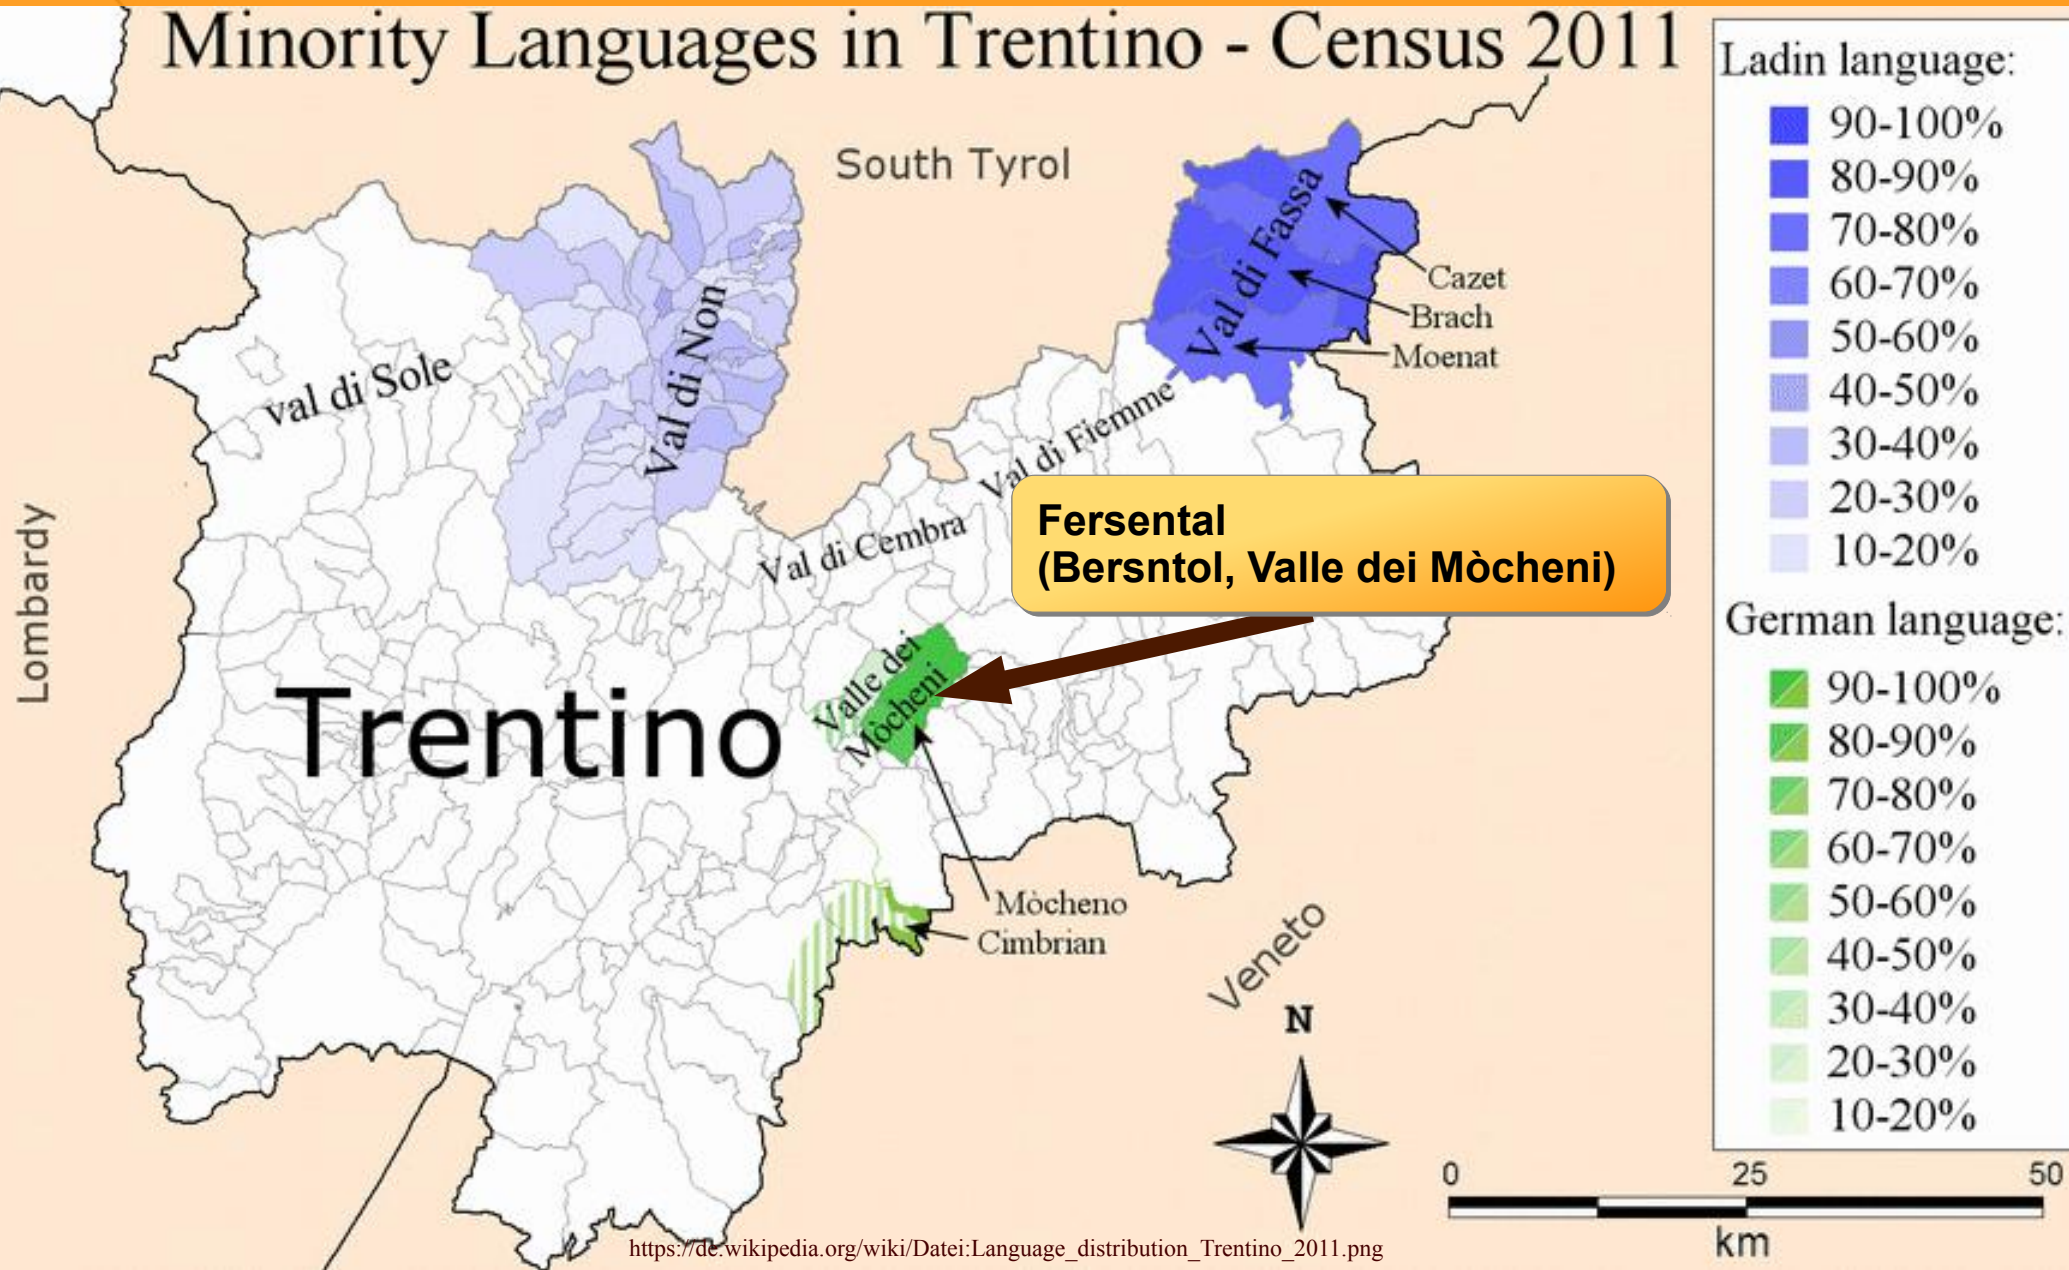 Minority Languages in Trentino - Census 2011
South Tyrol
Val di Fassa
Cazet
Brach
Moenat
Val di Non
val di Sole
Val di Fiemme
Val di Cembra
Lombardy
Fersental
(Bersntol, Valle dei Mòcheni)
Valle dei
Mòcheni
Trentino
Mòcheno
Cimbrian
Veneto
N
Ladin language:
90-100%
80-90%
70-80%
60-70%
50-60%
40-50%
30-40%
20-30%
10-20%
German language:
90-100%
80-90%
70-80%
60-70%
50-60%
40-50%
30-40%
20-30%
10-20%
0 25 50
km
https://de.wikipedia.org/wiki/Datei:Language_distribution_Trentino_2011.png